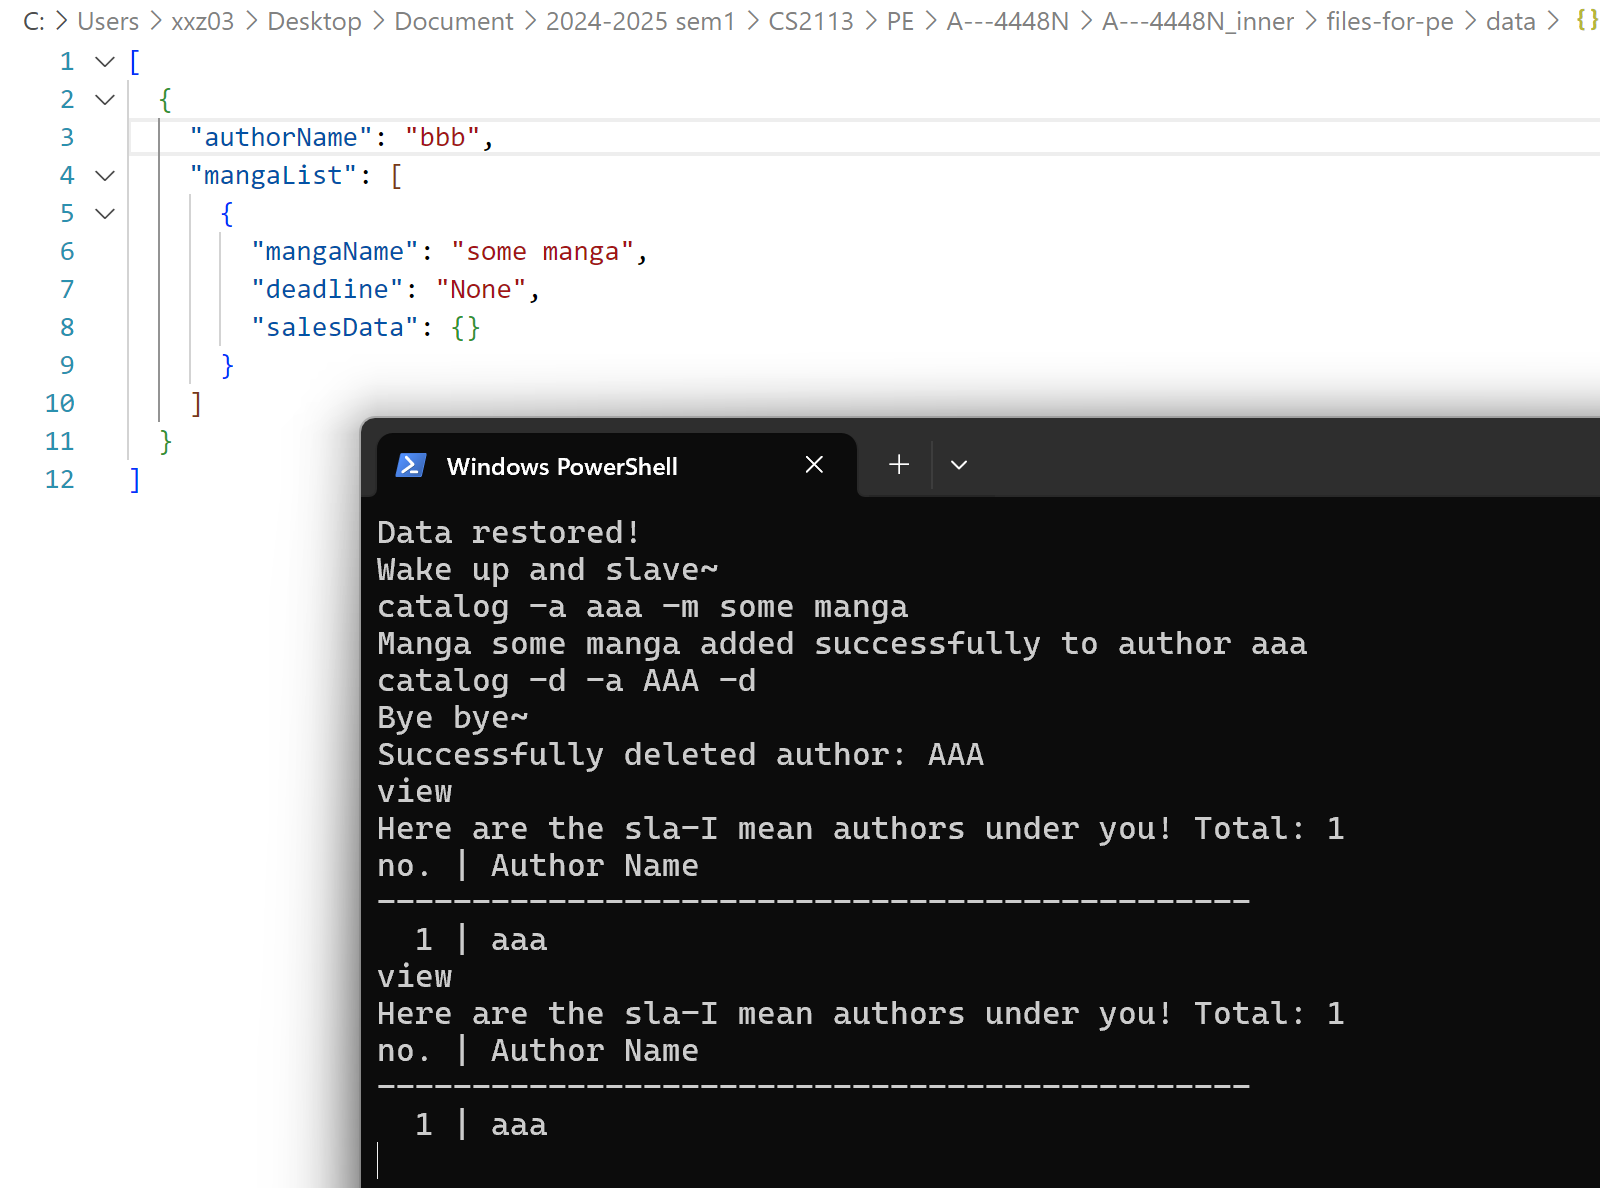 C: > Users > xxz03 > Desktop > Document > 2024-2025 sem1 > CS2113 > PE > A---4448N > A---4448N_inner > files-for-pe > data > {}
1 [
2 {
3 "authorName": "bbb",
4 "mangaList": [
5 {
6 "mangaName": "some manga",
7 "deadline": "None",
8 "salesData": {}
9 }
10 ]
11 }
12 ]
Windows PowerShell
Data restored!
Wake up and slave~
catalog -a aaa -m some manga
Manga some manga added successfully to author aaa
catalog -d -a AAA -d
Bye bye~
Successfully deleted author: AAA
view
Here are the sla-I mean authors under you! Total: 1
no. | Author Name
----------------------------------------------
1 | aaa
view
Here are the sla-I mean authors under you! Total: 1
no. | Author Name
----------------------------------------------
1 | aaa